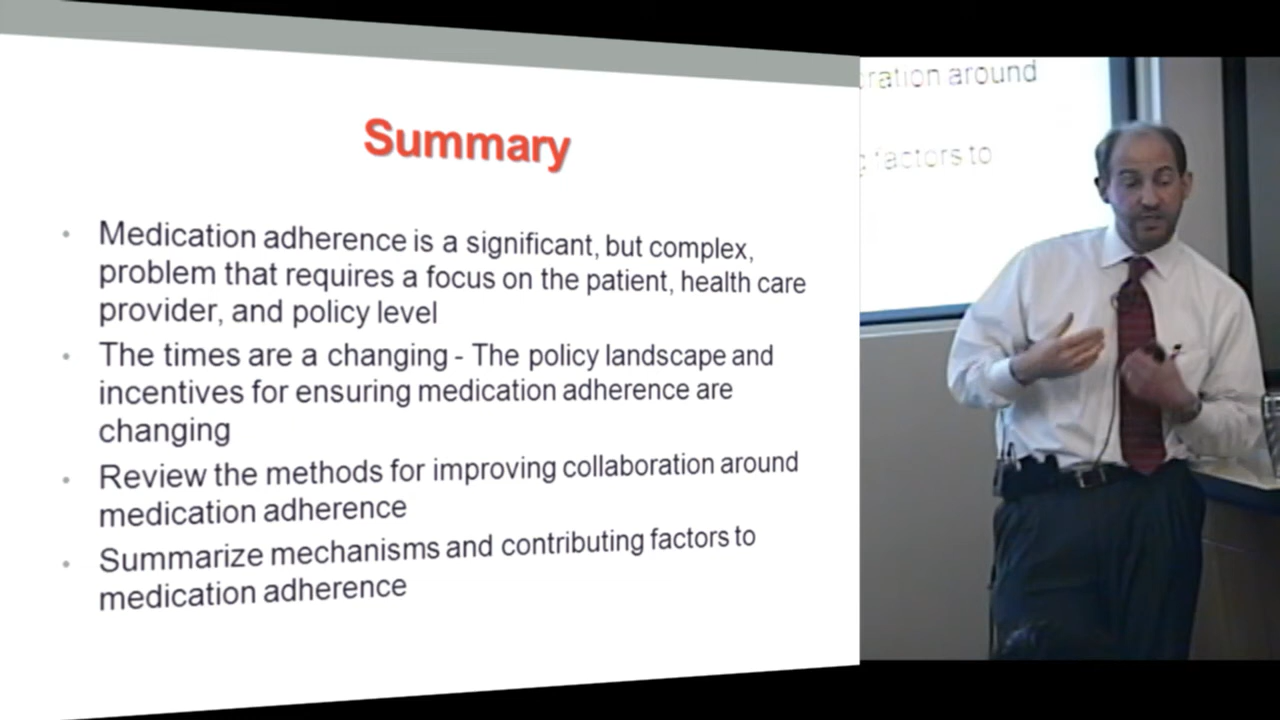 Summary
• Medication adherence is a significant, but complex,
problem that requires a focus on the patient, health care
provider, and policy level
• The times are a changing - The policy landscape and
incentives for ensuring medication adherence are
changing
• Review the methods for improving collaboration around
medication adherence
• Summarize mechanisms and contributing factors to
medication adherence
ration around
factors to